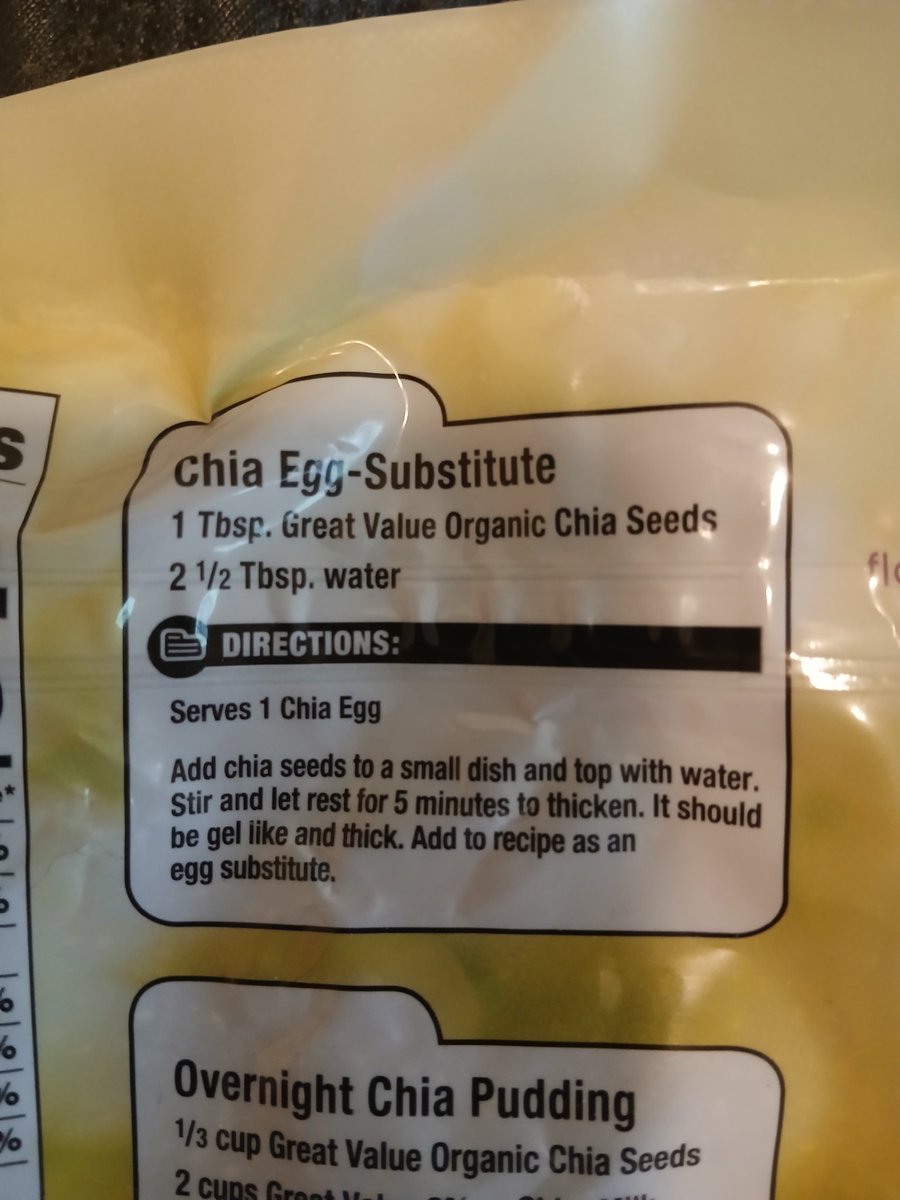 Chia Egg-Substitute
1 Tbsp. Great Value Organic Chia Seeds
2 1/2 Tbsp. water
DIRECTIONS:
Serves 1 Chia Egg
Add chia seeds to a small dish and top with water.
Stir and let rest for 5 minutes to thicken. It should
be gel like and thick. Add to recipe as an
egg substitute.
Overnight Chia Pudding
1/3 cup Great Value Organic Chia Seeds
2 cups Great